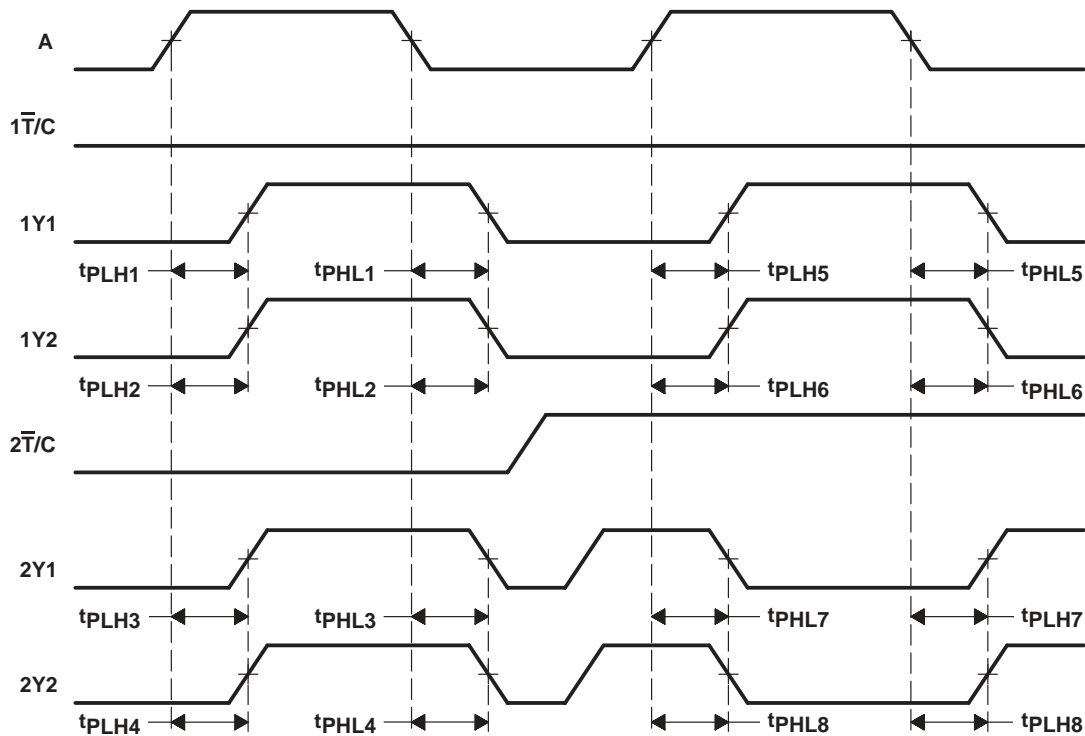 A
1T̅/C
1Y1
tPLH1 tPHL1 tPLH5 tPHL5
1Y2
tPLH2 tPHL2 tPLH6 tPHL6
2T̅/C
2Y1
tPLH3 tPHL3 tPHL7 tPLH7
2Y2
tPLH4 tPHL4 tPHL8 tPLH8